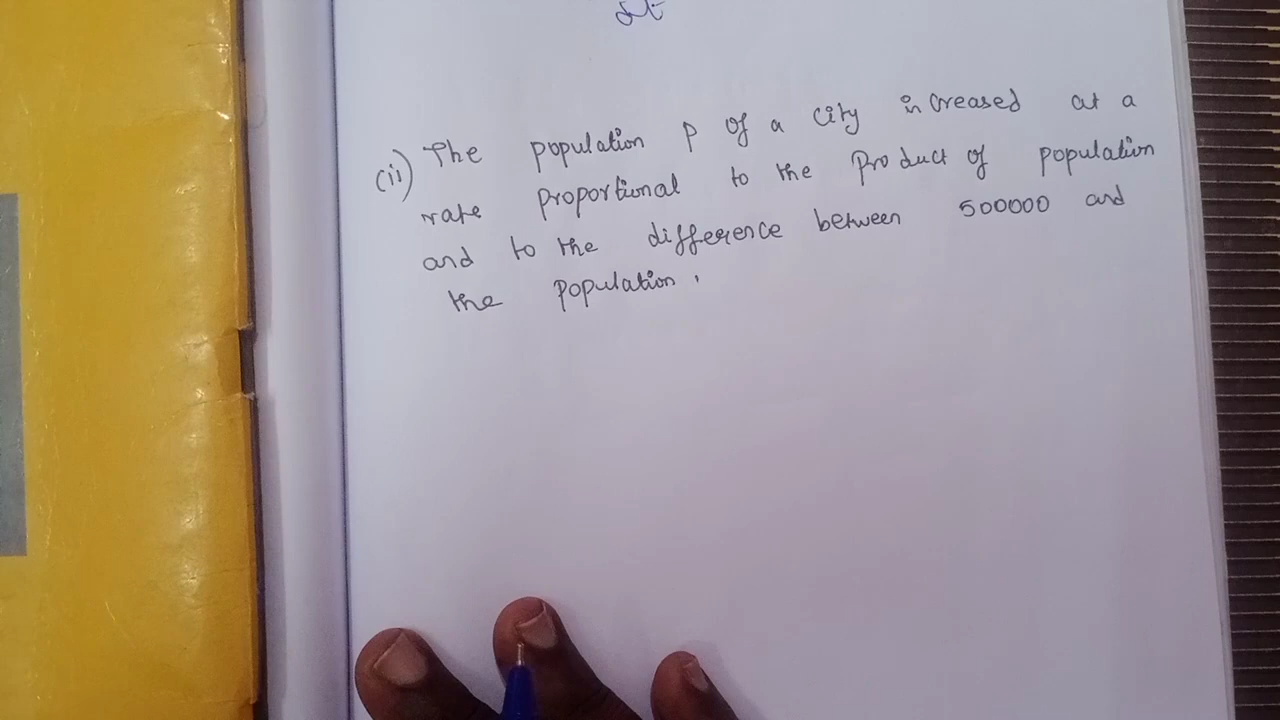 dt
(ii) The population P of a city increased at a
rate proportional to the product of population
and to the difference between 500000 and
the population.